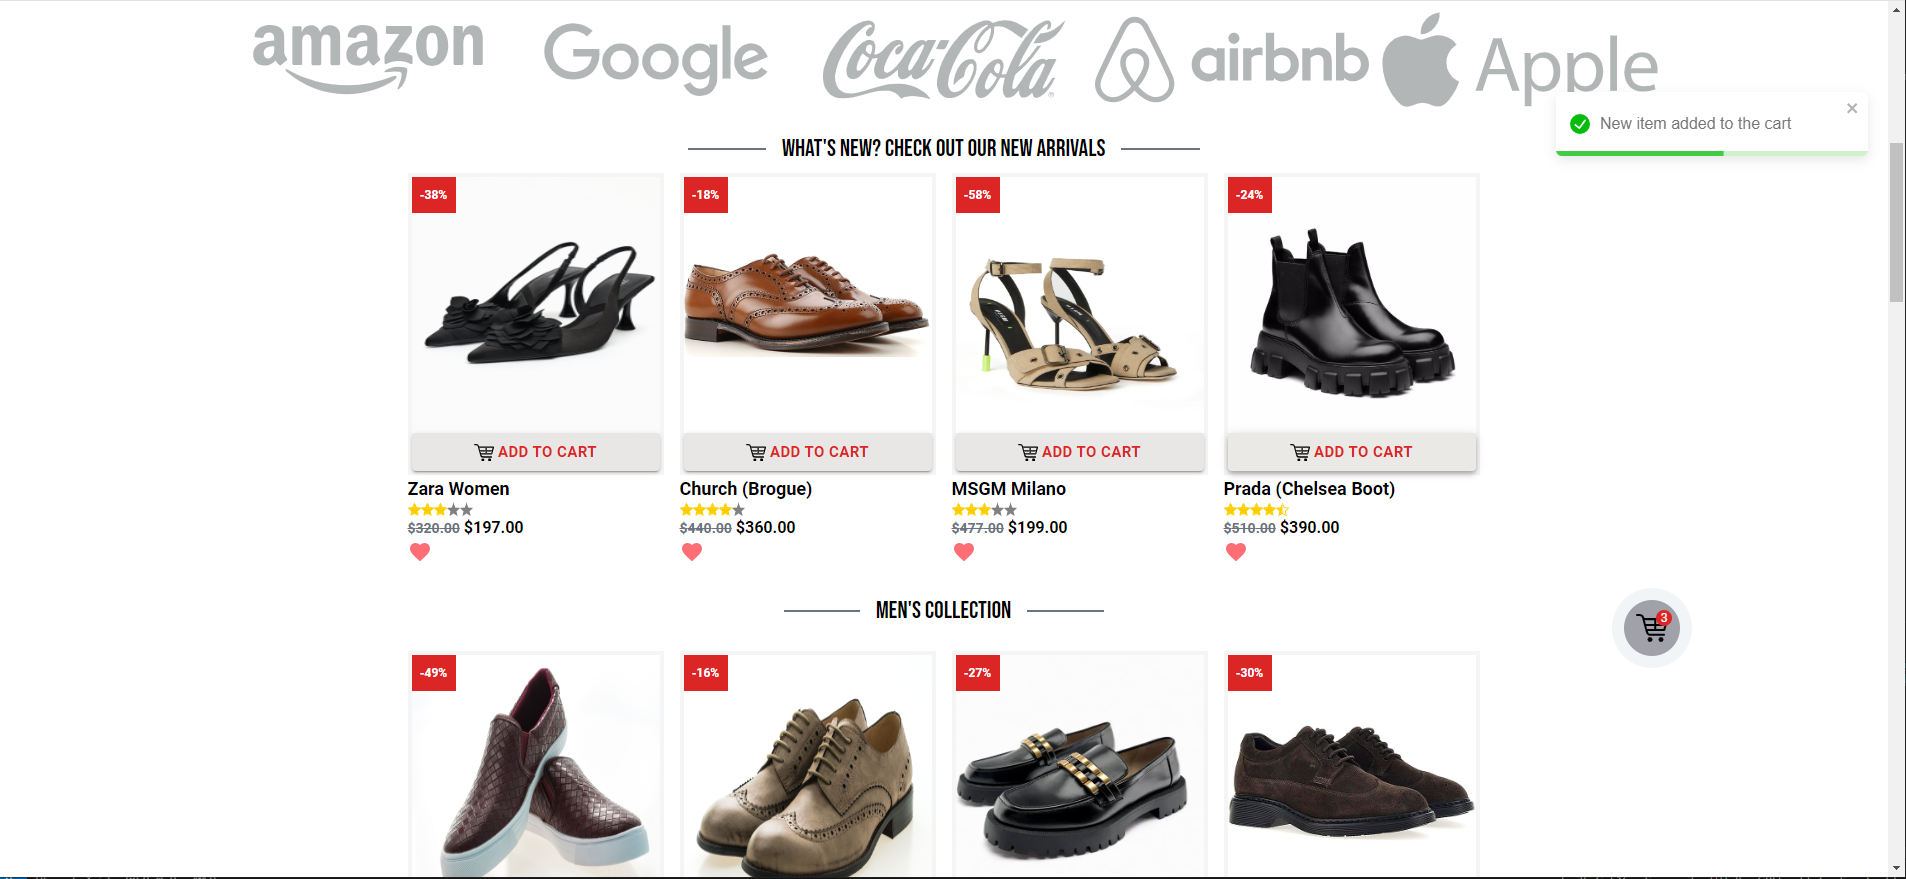 amazon Google Coca-Cola airbnb Apple
New item added to the cart
WHAT'S NEW? CHECK OUT OUR NEW ARRIVALS
-38% -18% -58% -24%
ADD TO CART ADD TO CART ADD TO CART ADD TO CART
Zara Women Church (Brogue) MSGM Milano Prada (Chelsea Boot)
$320.00 $197.00 $440.00 $360.00 $477.00 $199.00 $510.00 $390.00
MEN'S COLLECTION
3
-49% -16% -27% -30%